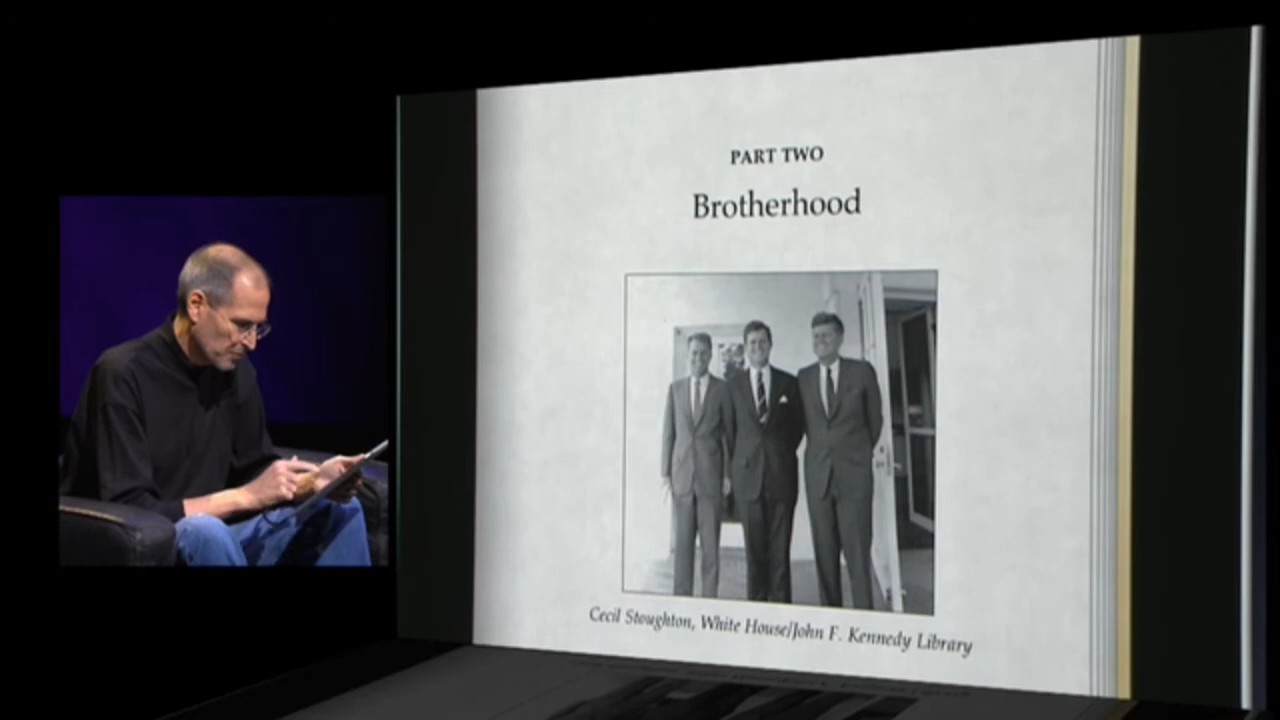 PART TWO
Brotherhood
Cecil Stoughton, White House/John F. Kennedy Library